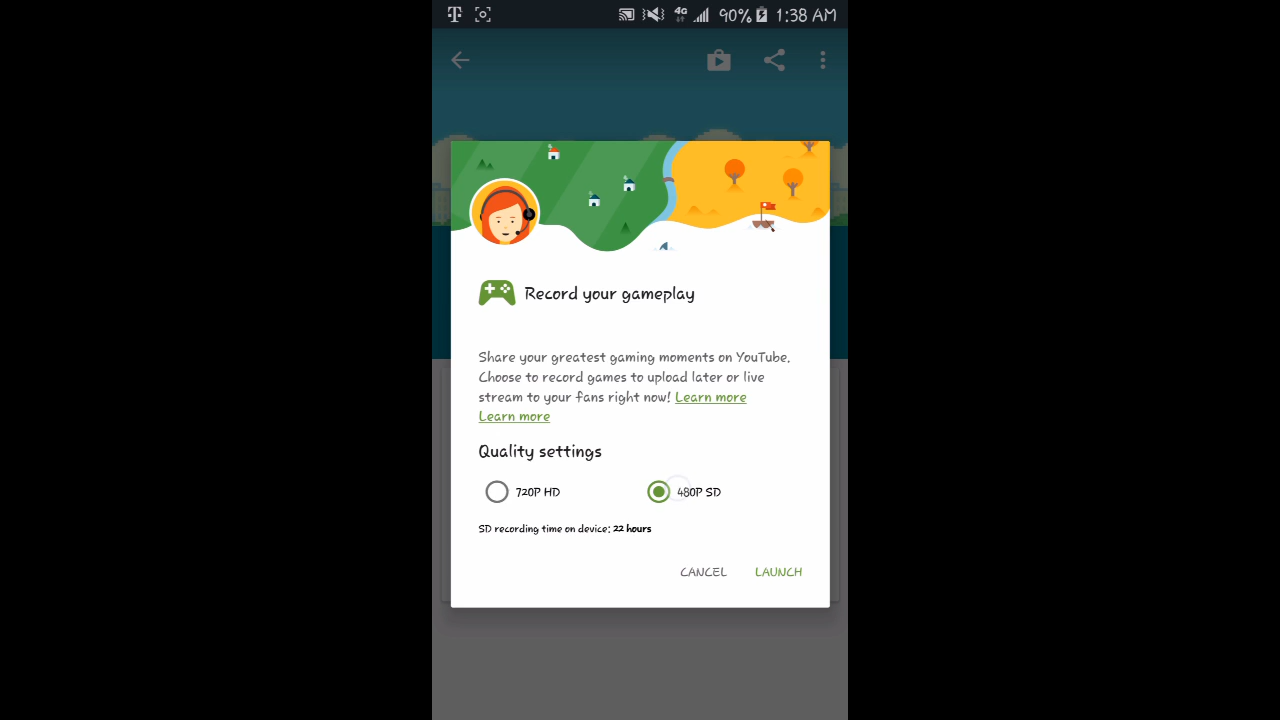 4G 90% 1:38 AM
Record your gameplay
Share your greatest gaming moments on YouTube.
Choose to record games to upload later or live
stream to your fans right now! Learn more
Learn more
Quality settings
720P HD 480P SD
SD recording time on device: 22 hours
CANCEL LAUNCH